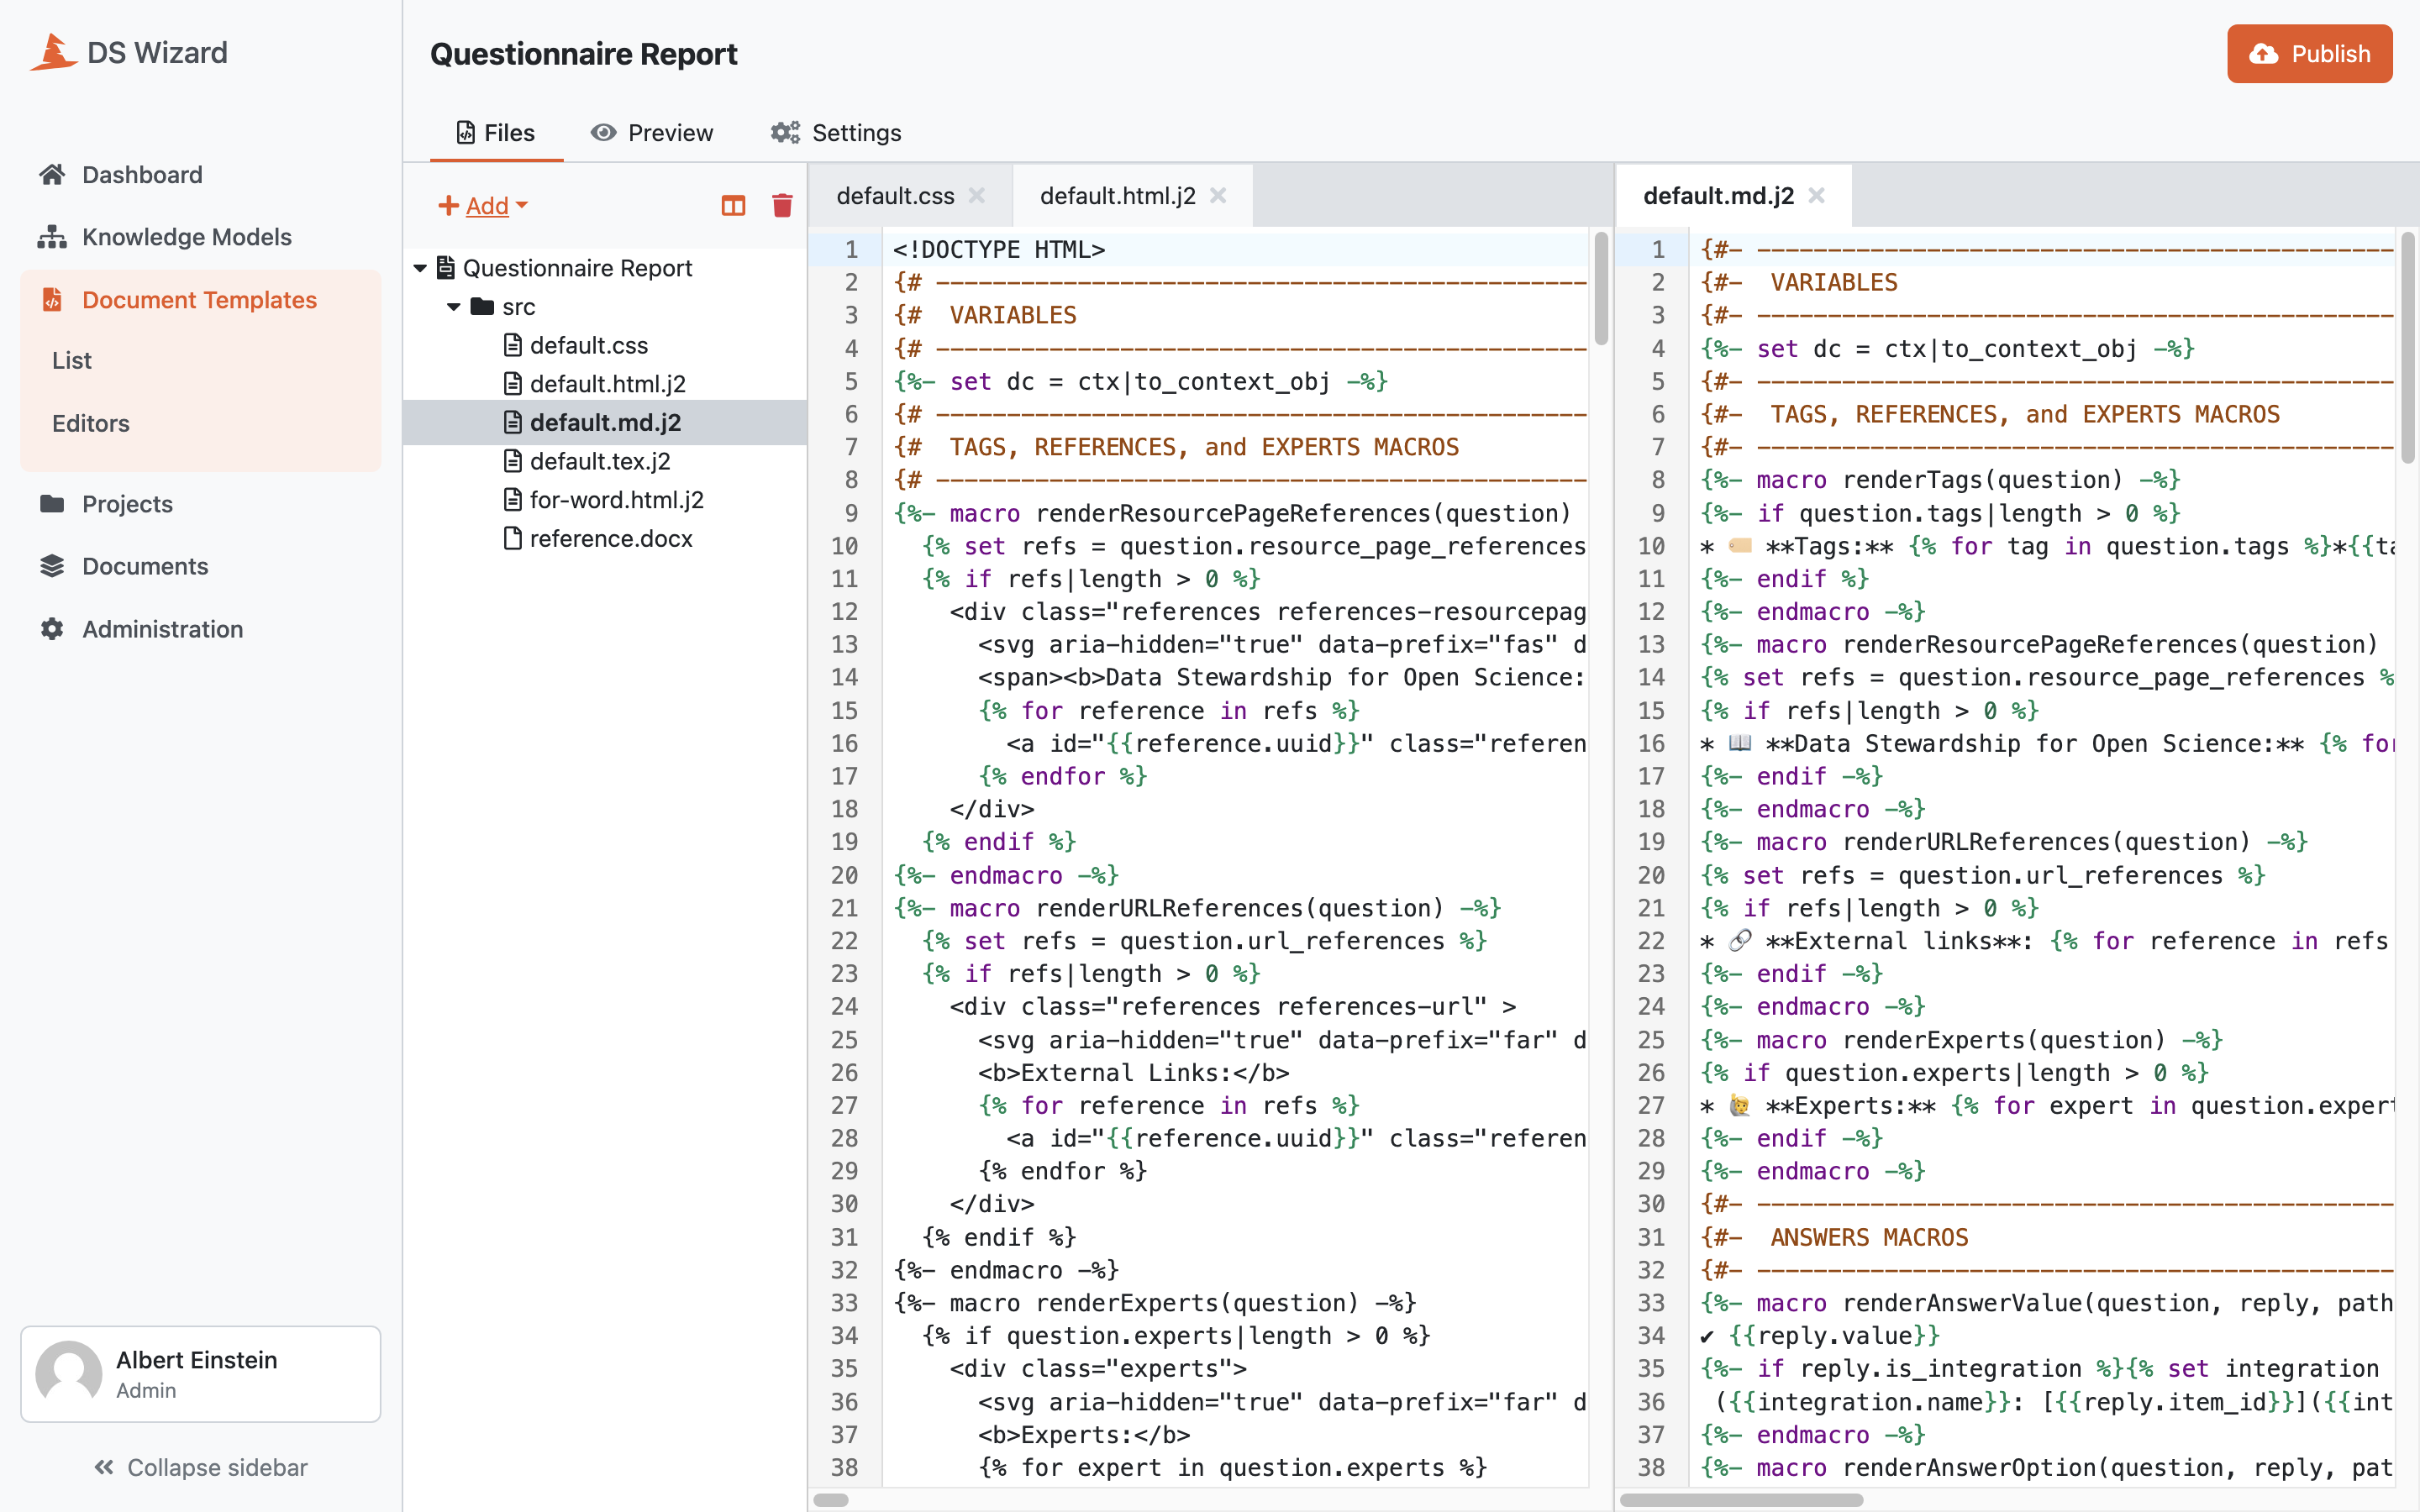 DS Wizard
Dashboard
Knowledge Models
Document Templates
List
Editors
Projects
Documents
Administration
Albert Einstein
Admin
Collapse sidebar
Questionnaire Report
Publish
Files
Preview
Settings
Add
Questionnaire Report
src
default.css
default.html.j2
default.md.j2
default.tex.j2
for-word.html.j2
reference.docx
default.css
default.html.j2
1 <!DOCTYPE HTML>
2 {# ----------------------------------------------
3 {#  VARIABLES
4 {# ----------------------------------------------
5 {%- set dc = ctx|to_context_obj -%}
6 {# ----------------------------------------------
7 {#  TAGS, REFERENCES, and EXPERTS MACROS
8 {# ----------------------------------------------
9 {%- macro renderResourcePageReferences(question)
10   {% set refs = question.resource_page_references
11   {% if refs|length > 0 %}
12     <div class="references references-resourcepag
13       <svg aria-hidden="true" data-prefix="fas" d
14       <span><b>Data Stewardship for Open Science:
15       {% for reference in refs %}
16         <a id="{{reference.uuid}}" class="referen
17       {% endfor %}
18     </div>
19   {% endif %}
20 {%- endmacro -%}
21 {%- macro renderURLReferences(question) -%}
22   {% set refs = question.url_references %}
23   {% if refs|length > 0 %}
24     <div class="references references-url" >
25       <svg aria-hidden="true" data-prefix="far" d
26       <b>External Links:</b>
27       {% for reference in refs %}
28         <a id="{{reference.uuid}}" class="referen
29       {% endfor %}
30     </div>
31   {% endif %}
32 {%- endmacro -%}
33 {%- macro renderExperts(question) -%}
34   {% if question.experts|length > 0 %}
35     <div class="experts">
36       <svg aria-hidden="true" data-prefix="far" d
37       <b>Experts:</b>
38       {% for expert in question.experts %}
default.md.j2
1 {#- ---------------------------------------------
2 {#-  VARIABLES
3 {#- ---------------------------------------------
4 {%- set dc = ctx|to_context_obj -%}
5 {#- ---------------------------------------------
6 {#-  TAGS, REFERENCES, and EXPERTS MACROS
7 {#- ---------------------------------------------
8 {%- macro renderTags(question) -%}
9 {%- if question.tags|length > 0 %}
10 * 🏷️ **Tags:** {% for tag in question.tags %}*{{ta
11 {%- endif %}
12 {%- endmacro -%}
13 {%- macro renderResourcePageReferences(question)
14 {% set refs = question.resource_page_references %
15 {% if refs|length > 0 %}
16 * 📖 **Data Stewardship for Open Science:** {% for
17 {%- endif -%}
18 {%- endmacro -%}
19 {%- macro renderURLReferences(question) -%}
20 {% set refs = question.url_references %}
21 {% if refs|length > 0 %}
22 * 🔗 **External links**: {% for reference in refs
23 {%- endif -%}
24 {%- endmacro -%}
25 {%- macro renderExperts(question) -%}
26 {% if question.experts|length > 0 %}
27 * 🙋 **Experts:** {% for expert in question.expert
28 {%- endif -%}
29 {%- endmacro -%}
30 {#- ---------------------------------------------
31 {#-  ANSWERS MACROS
32 {#- ---------------------------------------------
33 {%- macro renderAnswerValue(question, reply, path
34 ✔ {{reply.value}}
35 {%- if reply.is_integration %}{% set integration
36  ({{integration.name}}: [{{reply.item_id}}]({{int
37 {%- endmacro -%}
38 {%- macro renderAnswerOption(question, reply, pat